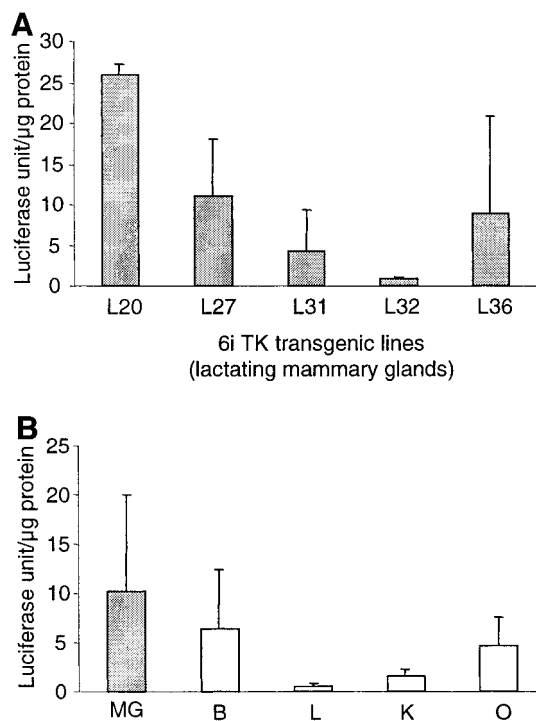 A
Luciferase unit/µg protein
30
25
20
15
10
5
0
L20 L27 L31 L32 L36
6i TK transgenic lines
(lactating mammary glands)
B
Luciferase unit/µg protein
25
20
15
10
5
0
MG B L K O